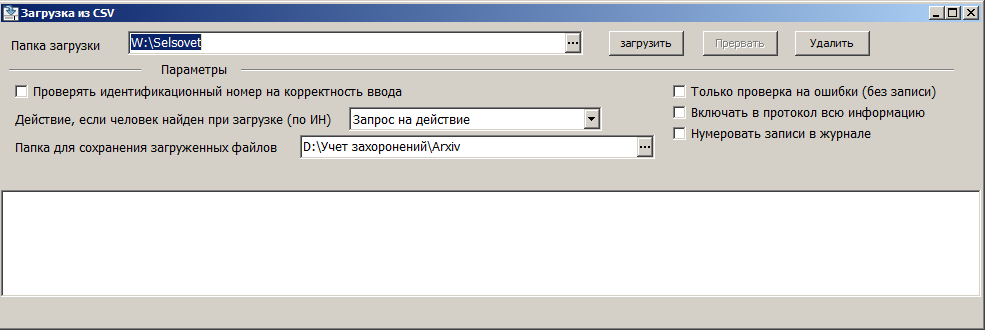 Загрузка из CSV
Папка загрузки W:\Selsovet ... загрузить Прервать Удалить
Параметры
Проверять идентификационный номер на корректность ввода Только проверка на ошибки (без записи)
Действие, если человек найден при загрузке (по ИН) Запрос на действие Включать в протокол всю информацию
Нумеровать записи в журнале
Папка для сохранения загруженных файлов D:\Учет захоронений\Arxiv ...